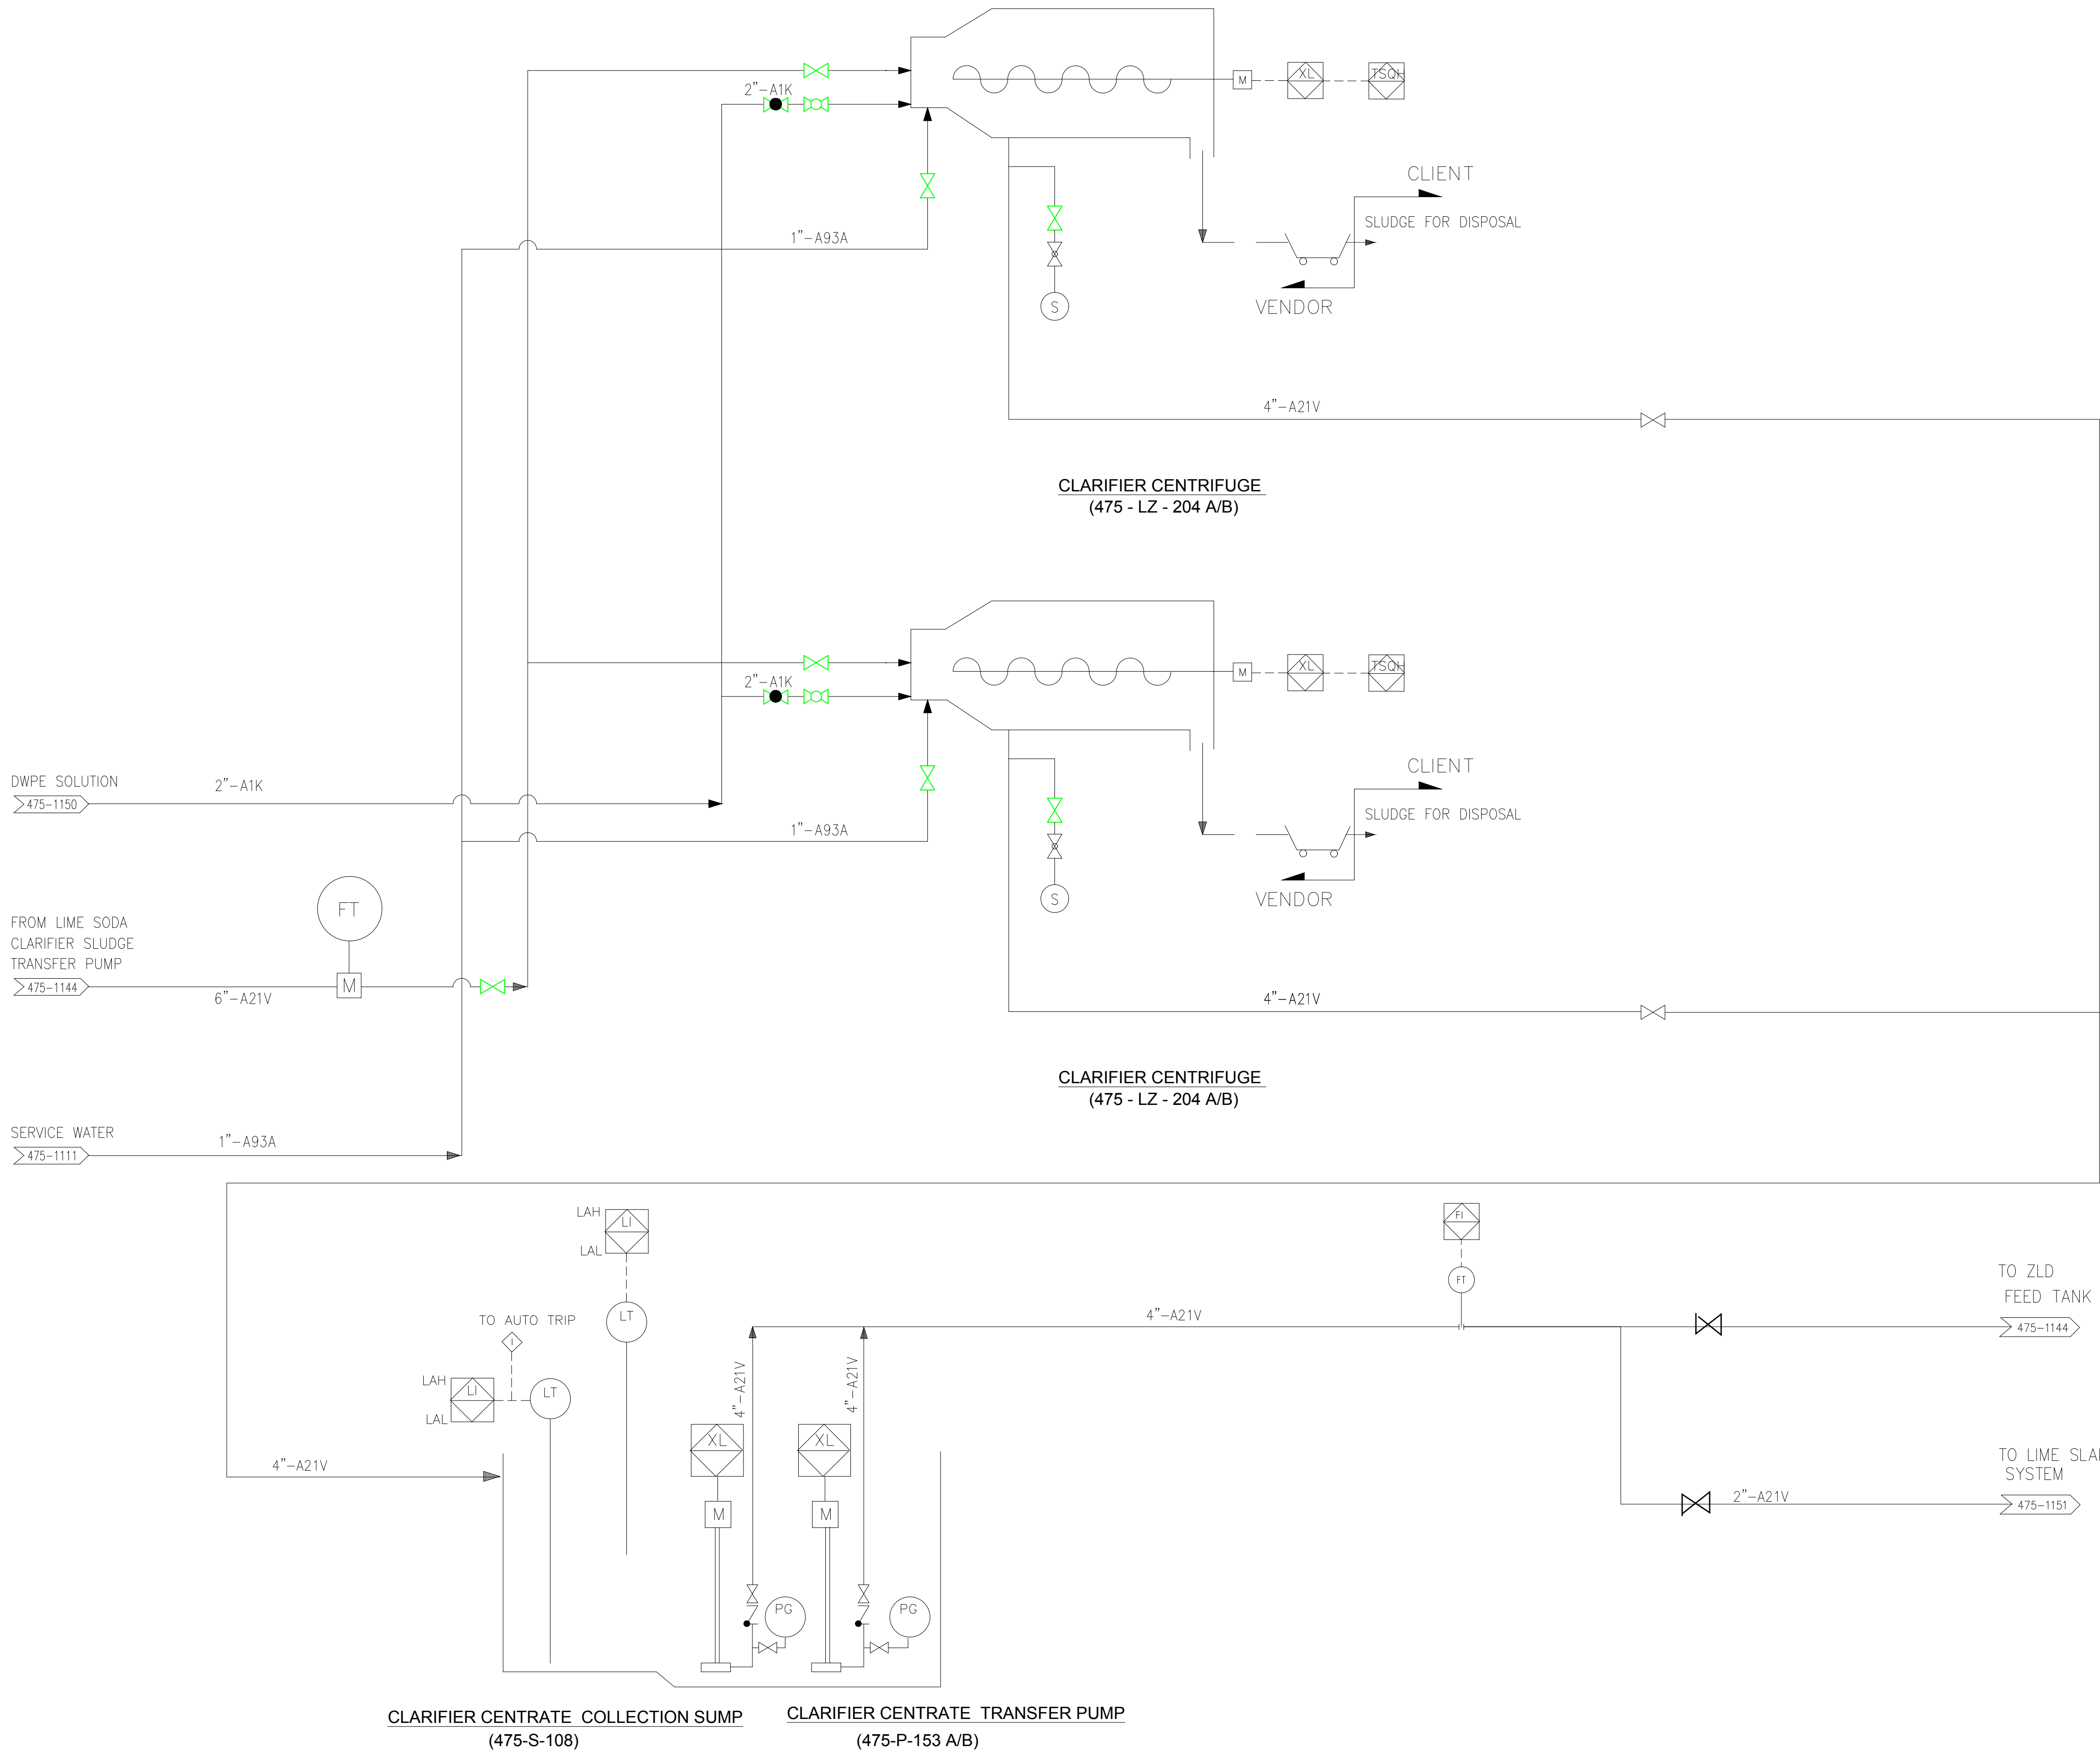 2"-A1K
M
XL
TSQH
CLIENT
SLUDGE FOR DISPOSAL
1"-A93A
S
VENDOR
4"-A21V
CLARIFIER CENTRIFUGE
(475 - LZ - 204 A/B)
2"-A1K
M
XL
TSQH
CLIENT
SLUDGE FOR DISPOSAL
DWPE SOLUTION
475-1150
2"-A1K
1"-A93A
S
VENDOR
FT
FROM LIME SODA
CLARIFIER SLUDGE
TRANSFER PUMP
475-1144
6"-A21V
M
4"-A21V
CLARIFIER CENTRIFUGE
(475 - LZ - 204 A/B)
SERVICE WATER
475-1111
1"-A93A
LAH
LI
LAL
FI
FT
TO ZLD
FEED TANK
475-1144
TO AUTO TRIP
I
LT
4"-A21V
LAH
LI
LAL
LT
4"-A21V
4"-A21V
XL
XL
4"-A21V
M
M
TO LIME
SYSTEM
475-1151
2"-A21V
PG
PG
CLARIFIER CENTRATE COLLECTION SUMP
(475-S-108)
CLARIFIER CENTRATE TRANSFER PUMP
(475-P-153 A/B)